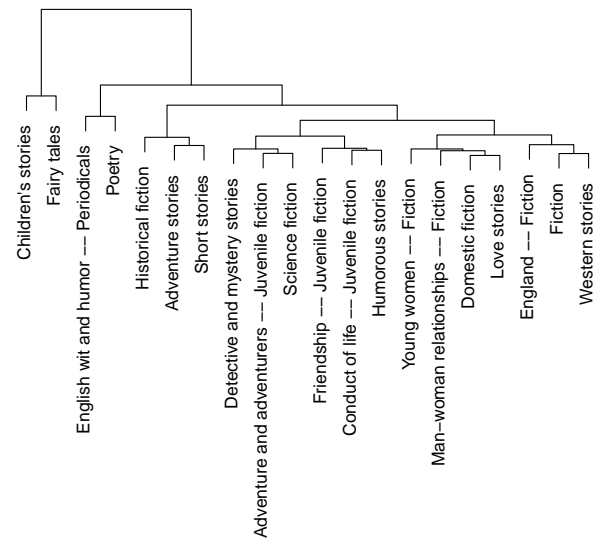 Children's stories
Fairy tales
English wit and humor −− Periodicals
Poetry
Historical fiction
Adventure stories
Short stories
Detective and mystery stories
Adventure and adventurers −− Juvenile fiction
Science fiction
Friendship −− Juvenile fiction
Conduct of life −− Juvenile fiction
Humorous stories
Young women −− Fiction
Man−woman relationships −− Fiction
Domestic fiction
Love stories
England −− Fiction
Fiction
Western stories